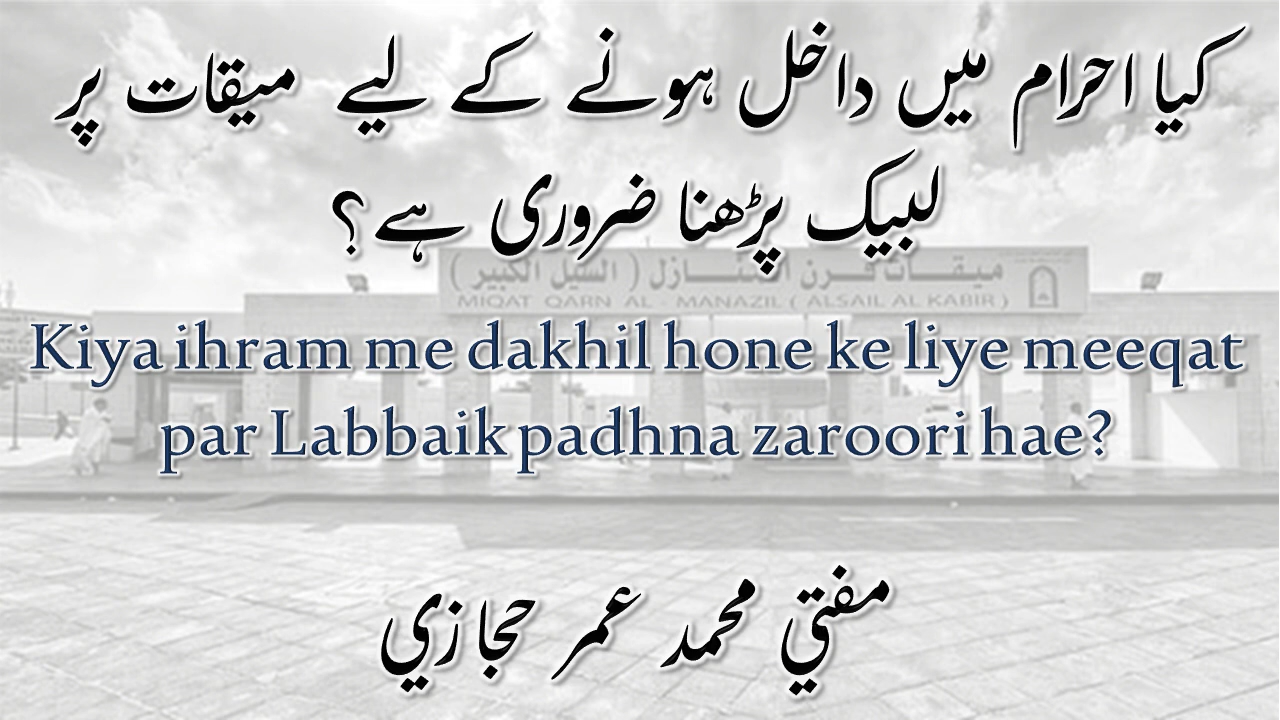 کیا احرام میں داخل ہونے کے لیے میقات پر
لبیک پڑھنا ضروری ہے؟
ميقات قرن المنازل ( السيل الكبير )
MIQAT QARN AL - MANAZIL ( ALSAIL AL KABIR )
Kiya ihram me dakhil hone ke liye meeqat
par Labbaik padhna zaroori hae?
مفتي محمد عمر حجازي